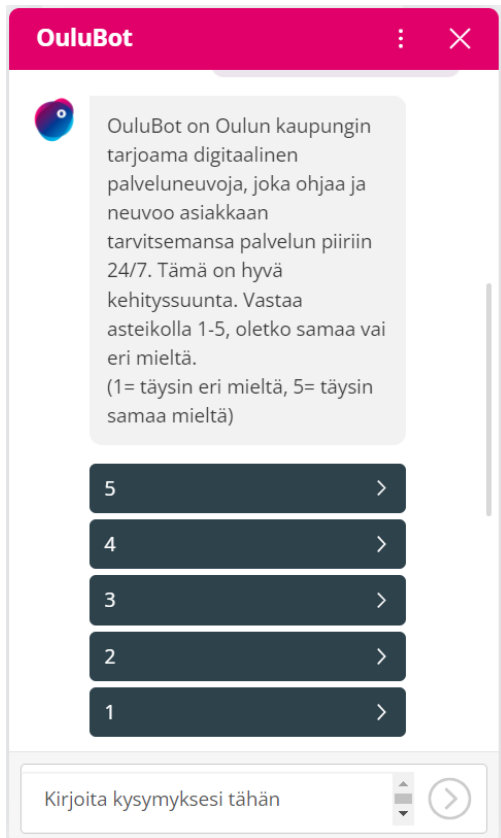 OuluBot
OuluBot on Oulun kaupungin
tarjoama digitaalinen
palveluneuvoja, joka ohjaa ja
neuvoo asiakkaan
tarvitsemansa palvelun piiriin
24/7. Tämä on hyvä
kehityssuunta. Vastaa
asteikolla 1-5, oletko samaa vai
eri mieltä.
(1= täysin eri mieltä, 5= täysin
samaa mieltä)
5
4
3
2
1
Kirjoita kysymyksesi tähän